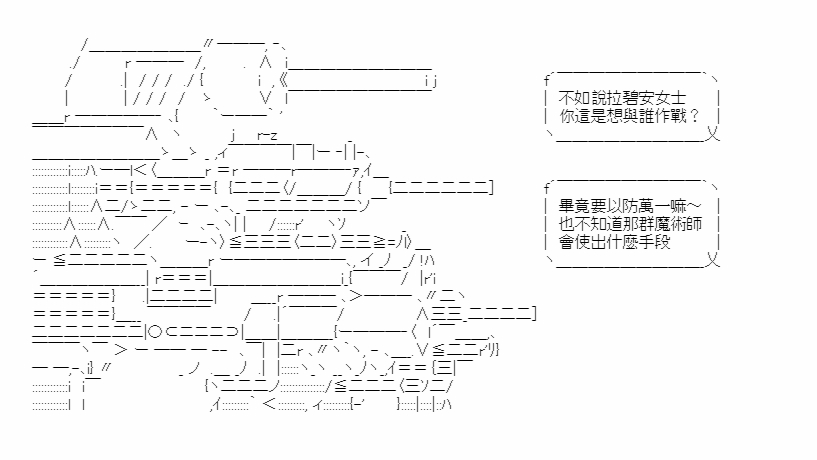 不如說拉碧安女士
你這是想與誰作戰？
畢竟要以防萬一嘛～
也不知道那群魔術師
會使出什麼手段